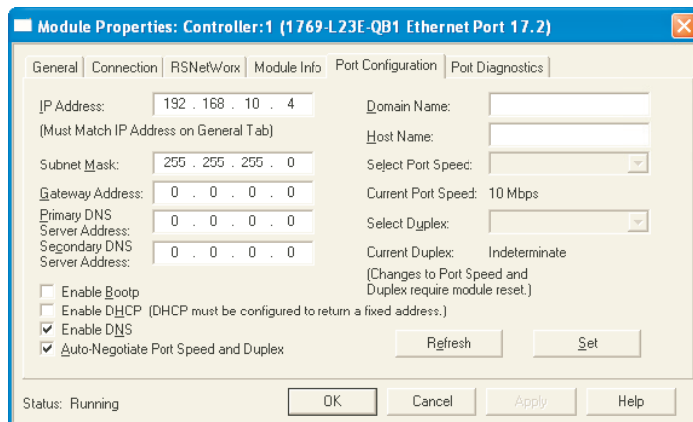 Module Properties: Controller:1 (1769-L23E-QB1 Ethernet Port 17.2)
General Connection RSNetWorx Module Info Port Configuration Port Diagnostics
IP Address: 192 . 168 . 10 . 4
(Must Match IP Address on General Tab)
Subnet Mask: 255 . 255 . 255 . 0
Gateway Address: 0 . 0 . 0 . 0
Primary DNS
Server Address: 0 . 0 . 0 . 0
Secondary DNS
Server Address: 0 . 0 . 0 . 0
Domain Name:
Host Name:
Select Port Speed:
Current Port Speed: 10 Mbps
Select Duplex:
Current Duplex: Indeterminate
(Changes to Port Speed and
Duplex require module reset.)
Enable Bootp
Enable DHCP (DHCP must be configured to return a fixed address.)
Enable DNS
Auto-Negotiate Port Speed and Duplex
Refresh Set
Status: Running
OK Cancel Apply Help